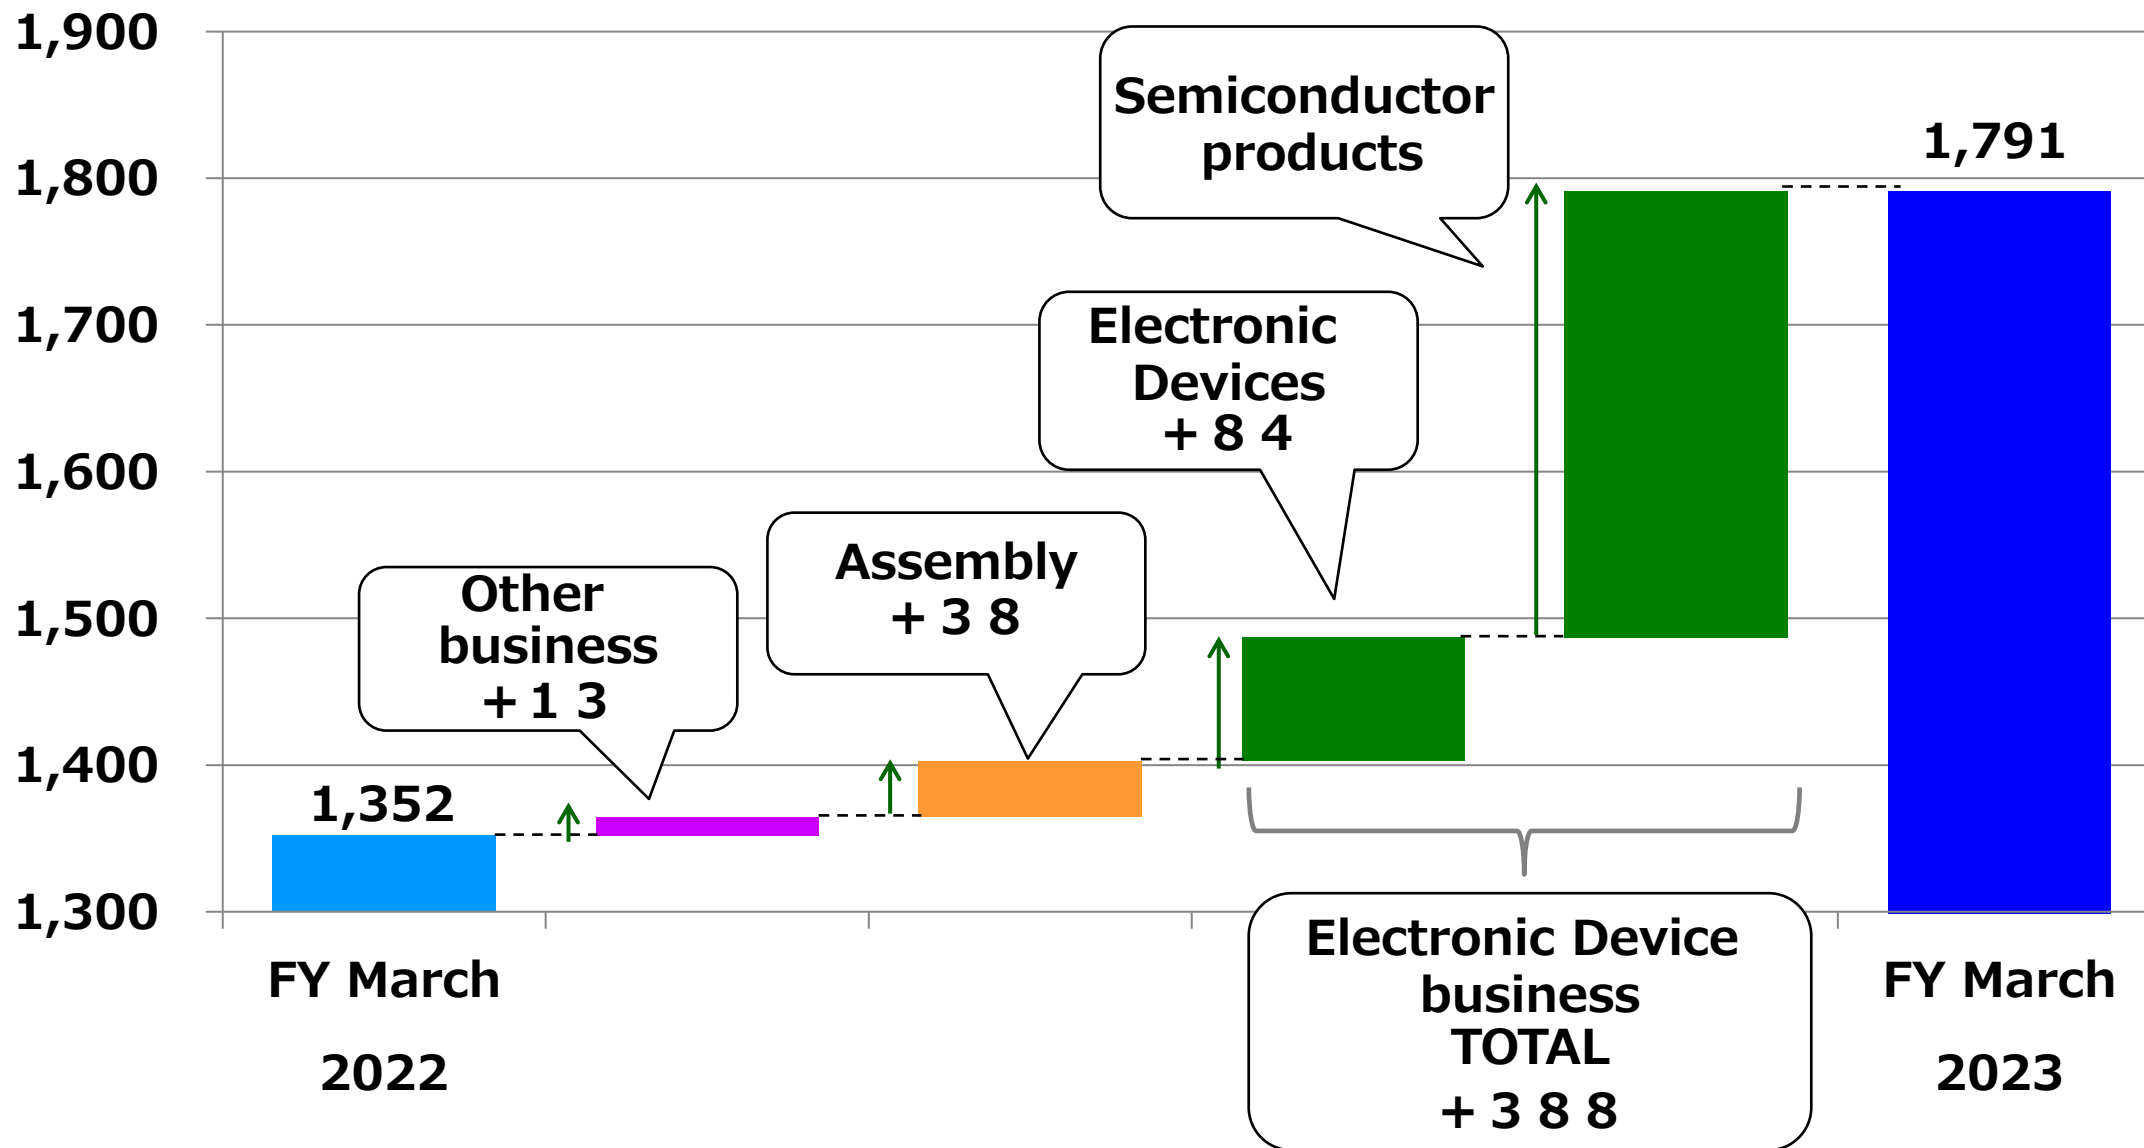 1,900
1,800
1,700
1,600
1,500
1,400
1,300
Semiconductor
products
1,791
Electronic
Devices
+84
Assembly
+38
Other
business
+13
1,352
Electronic Device
business
TOTAL
+388
FY March
2022
FY March
2023